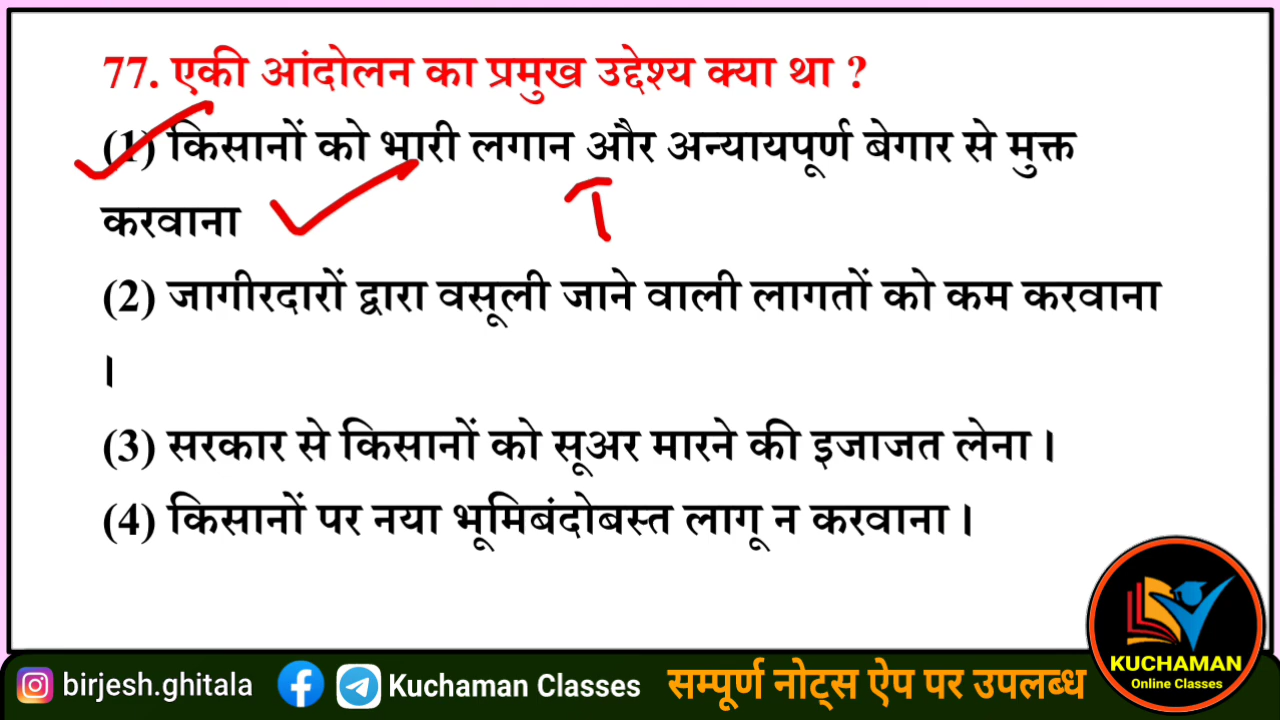 77. एकी आंदोलन का प्रमुख उद्देश्य क्या था ?
(1) किसानों को भारी लगान और अन्यायपूर्ण बेगार से मुक्त
करवाना
(2) जागीरदारों द्वारा वसूली जाने वाली लागतों को कम करवाना
।
(3) सरकार से किसानों को सूअर मारने की इजाजत लेना।
(4) किसानों पर नया भूमिबंदोबस्त लागू न करवाना।
KUCHAMAN
Online Classes
birjesh.ghitala
Kuchaman Classes
सम्पूर्ण नोट्स ऐप पर उपलब्ध